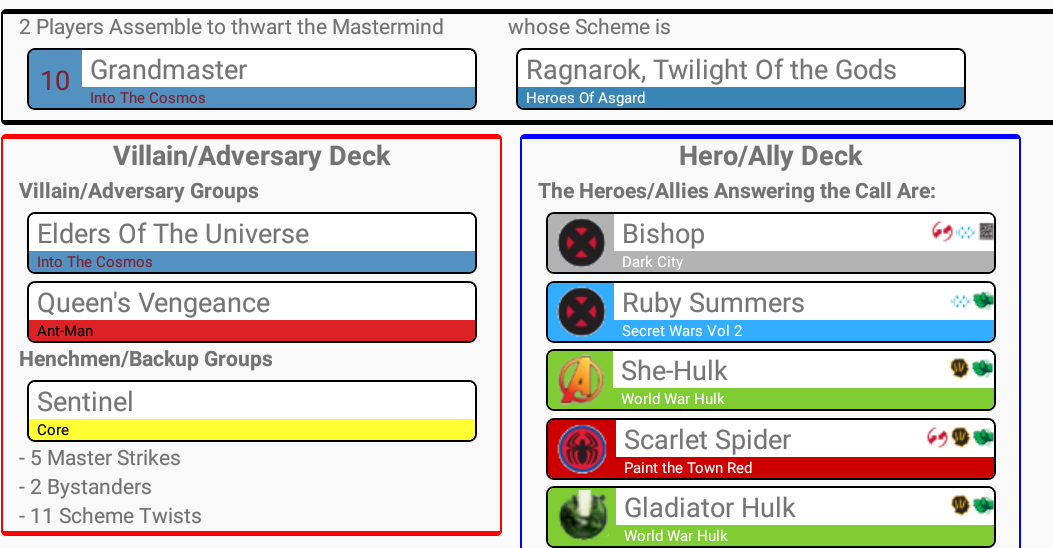 2 Players Assemble to thwart the Mastermind
whose Scheme is
10
Grandmaster
Into The Cosmos
Ragnarok, Twilight Of the Gods
Heroes Of Asgard
Villain/Adversary Deck
Villain/Adversary Groups
Elders Of The Universe
Into The Cosmos
Queen's Vengeance
Ant-Man
Henchmen/Backup Groups
Sentinel
Core
- 5 Master Strikes
- 2 Bystanders
- 11 Scheme Twists
Hero/Ally Deck
The Heroes/Allies Answering the Call Are:
Bishop
Dark City
Ruby Summers
Secret Wars Vol 2
She-Hulk
World War Hulk
Scarlet Spider
Paint the Town Red
Gladiator Hulk
World War Hulk